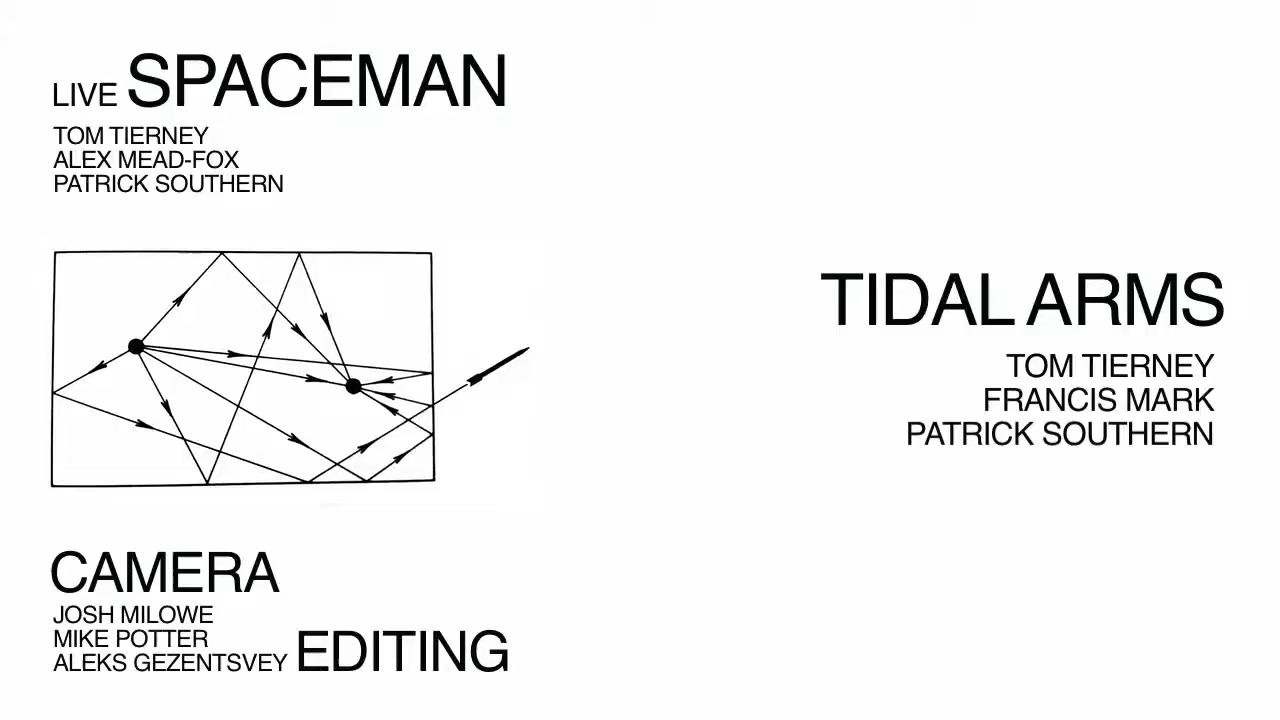 LIVE SPACEMAN
TOM TIERNEY
ALEX MEAD-FOX
PATRICK SOUTHERN
TIDAL ARMS
TOM TIERNEY
FRANCIS MARK
PATRICK SOUTHERN
CAMERA
JOSH MILOWE
MIKE POTTER
ALEKS GEZENTSVEY EDITING